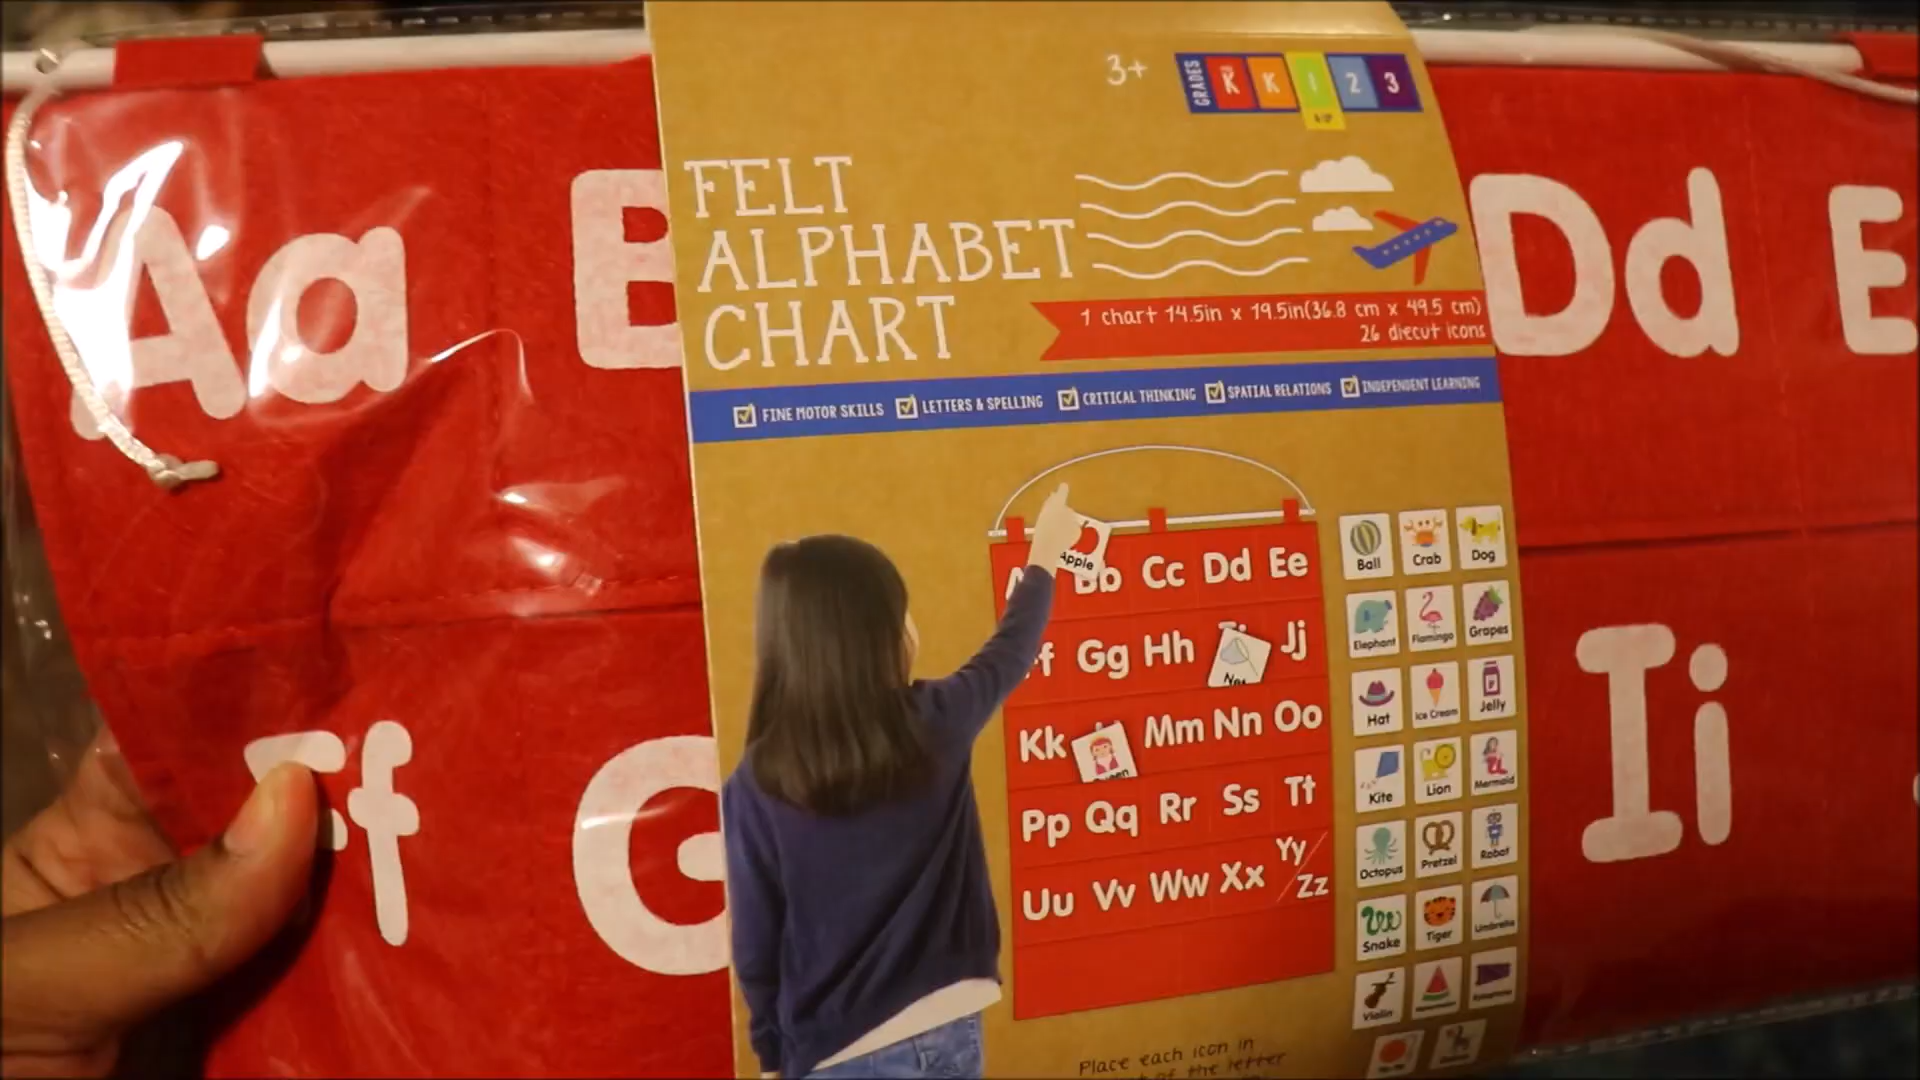 Aa
B
Dd
E
Ff
G
Ii
3+
GRADES
K
K
1
2
3
& UP
FELT
ALPHABET
CHART
1 chart 14.5in x 19.5in(36.8 cm x 49.5 cm)
26 diecut icons
FINE MOTOR SKILLS
LETTERS & SPELLING
CRITICAL THINKING
SPATIAL RELATIONS
INDEPENDENT LEARNING
Apple
Bb Cc Dd Ee
f Gg Hh Jj
Kk Mm Nn Oo
Pp Qq Rr Ss Tt
Uu Vv Ww Xx Yy/Zz
Ball Crab Dog
Elephant Flamingo Grapes
Hat Ice Cream Jelly
Kite Lion Mermaid
Octopus Pretzel Robot
Snake Tiger Umbrella
Violin Watermelon Xylophone
Place each icon in
of the letter